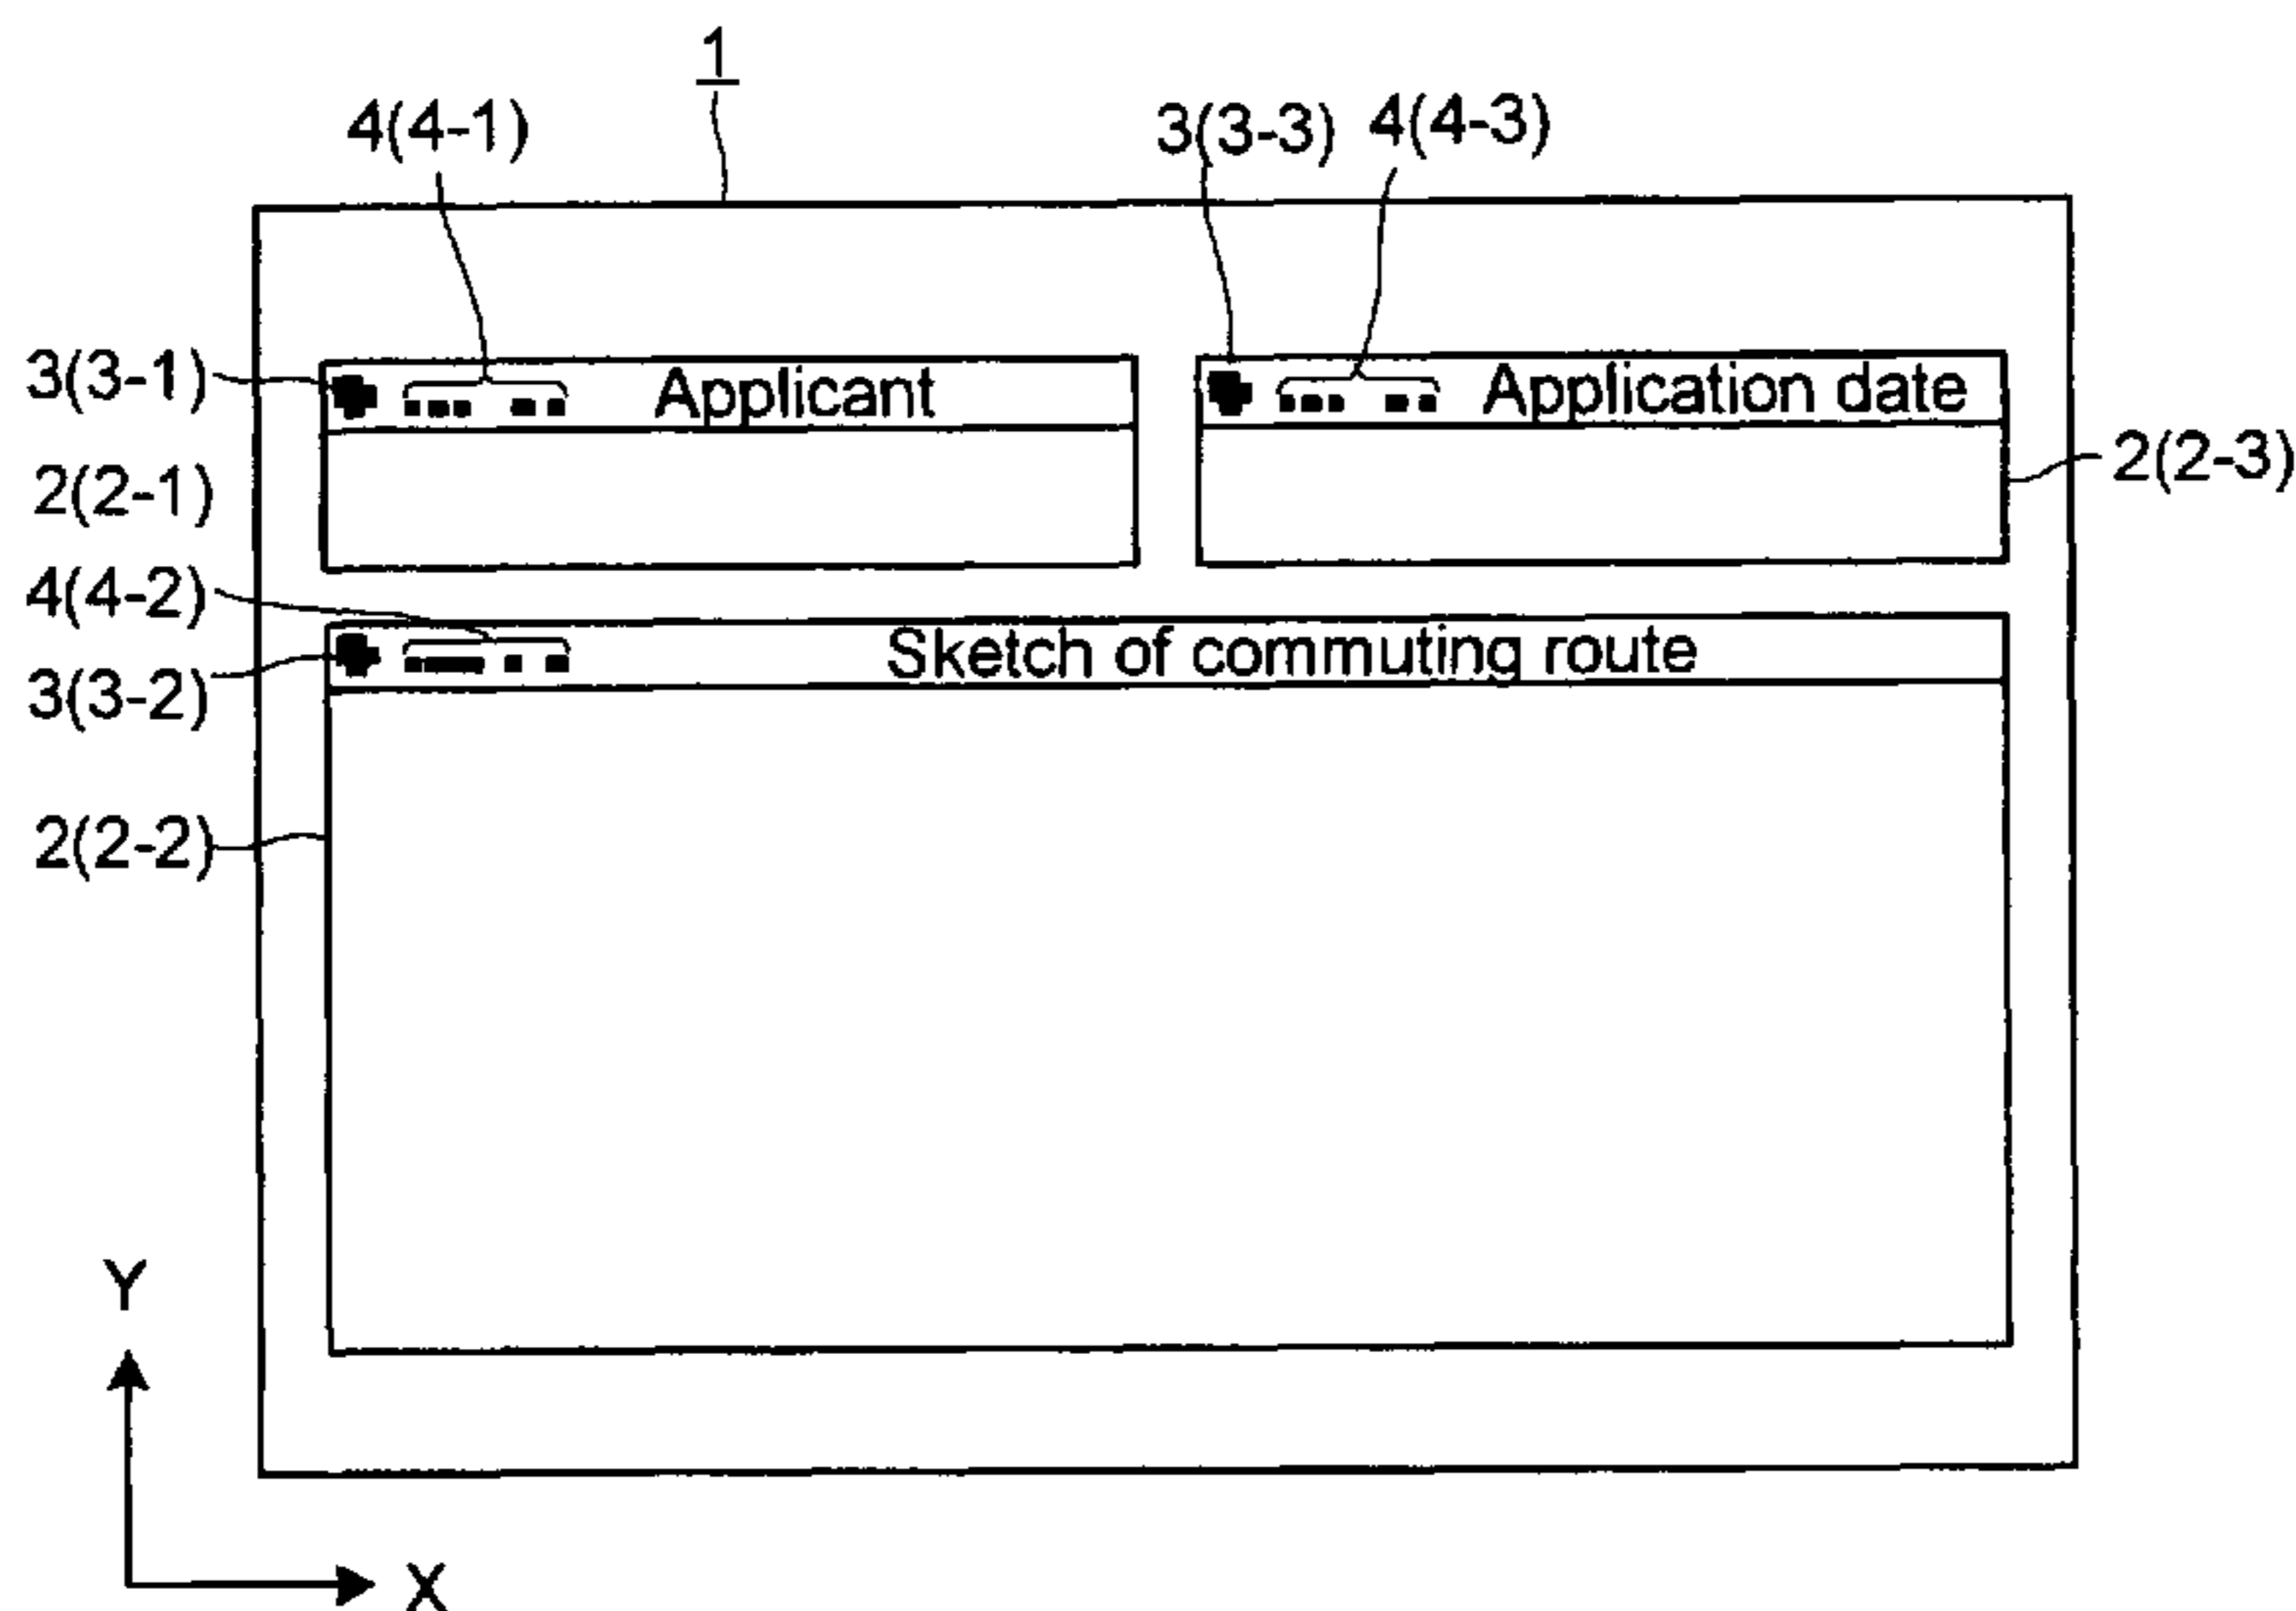 1
4(4-1)
3(3-3)
4(4-3)
3(3-1)
Applicant
Application date
2(2-1)
2(2-3)
4(4-2)
Sketch of commuting route
3(3-2)
2(2-2)
Y
X